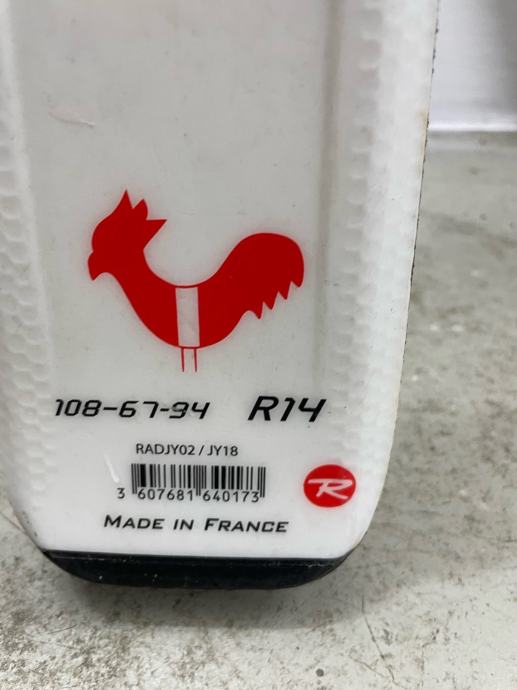 108-67-94 R14
RADJY02 / JY18
3 607681 640173
R
MADE IN FRANCE